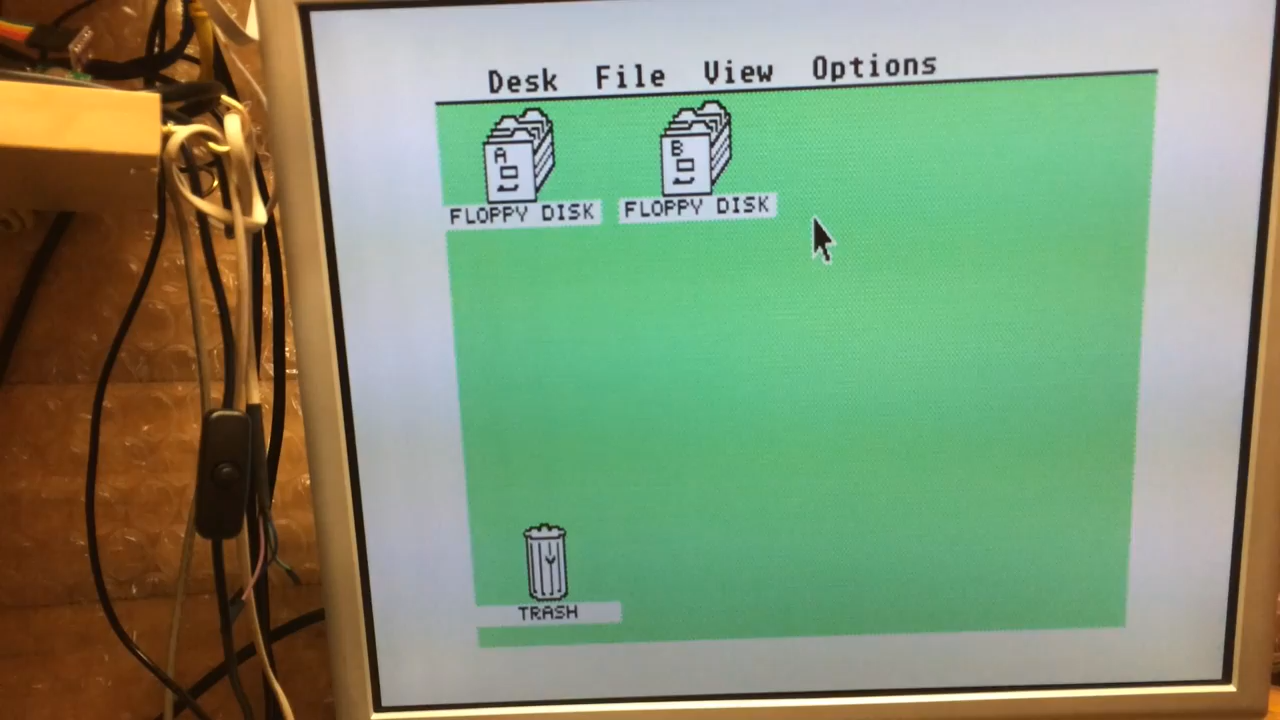 Desk File View Options
A
B
FLOPPY DISK FLOPPY DISK
TRASH